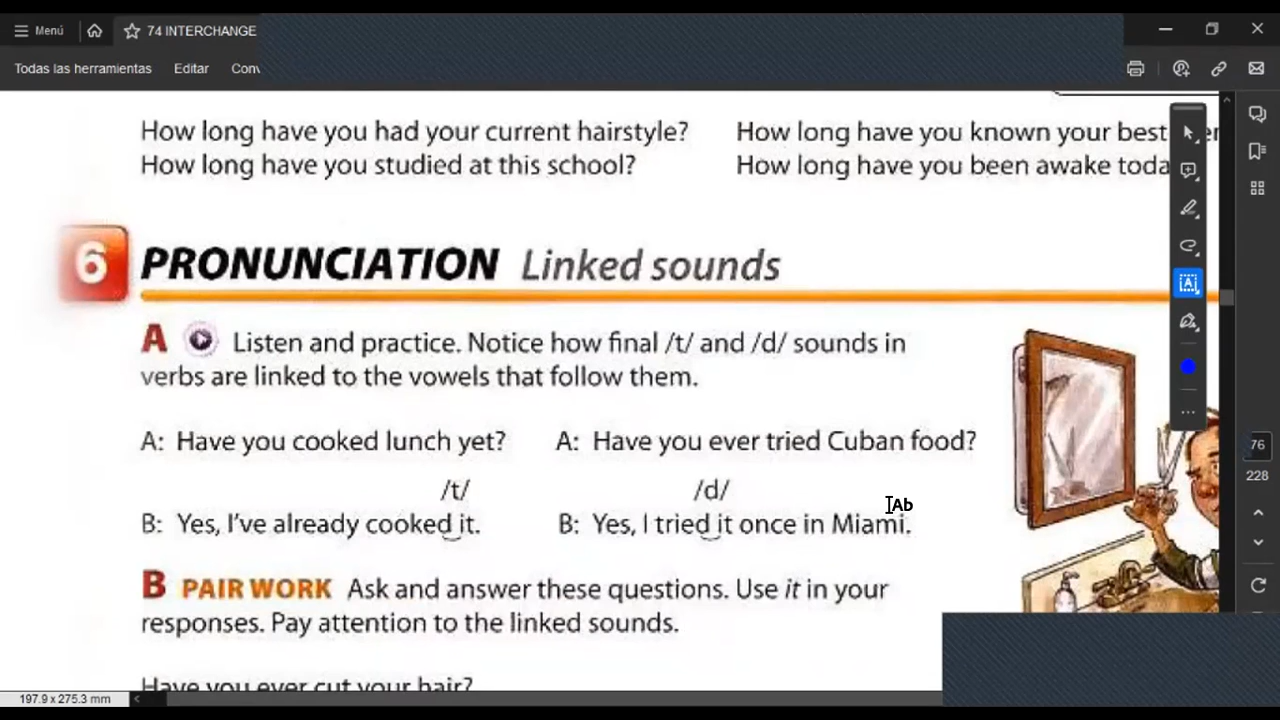 Menú
74 INTERCHANGE
Todas las herramientas
Editar
How long have you had your current hairstyle?
How long have you known your best
How long have you studied at this school?
How long have you been awake toda
6 PRONUNCIATION Linked sounds
A Listen and practice. Notice how final /t/ and /d/ sounds in
verbs are linked to the vowels that follow them.
A: Have you cooked lunch yet?
A: Have you ever tried Cuban food?
/t/
/d/
B: Yes, I've already cooked it.
B: Yes, I tried it once in Miami.
Ab
B PAIR WORK Ask and answer these questions. Use it in your
responses. Pay attention to the linked sounds.
Have you ever cut your hair?
76
228
197.9 x 275.3 mm